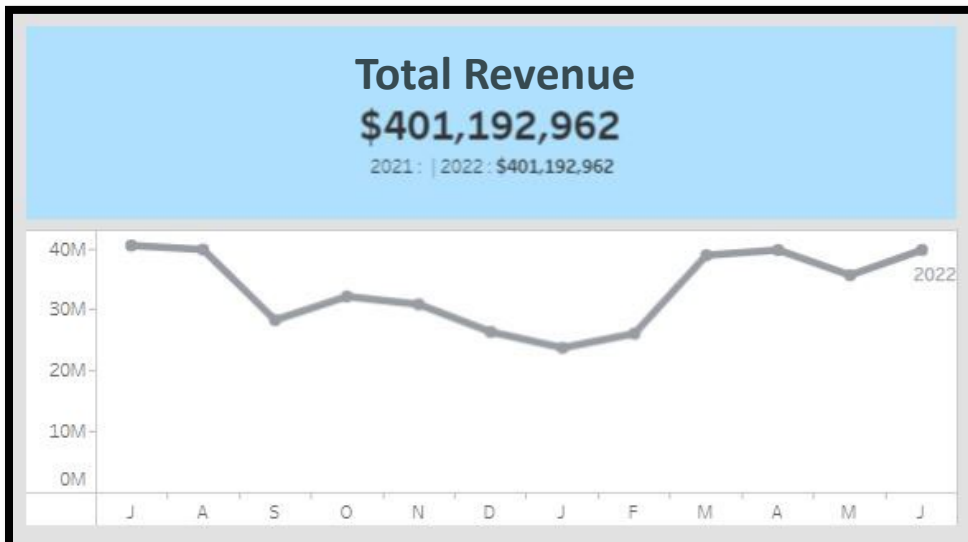 Total Revenue
$401,192,962
2021 : | 2022 : $401,192,962
40M
30M
20M
10M
0M
2022
J A S O N D J F M A M J